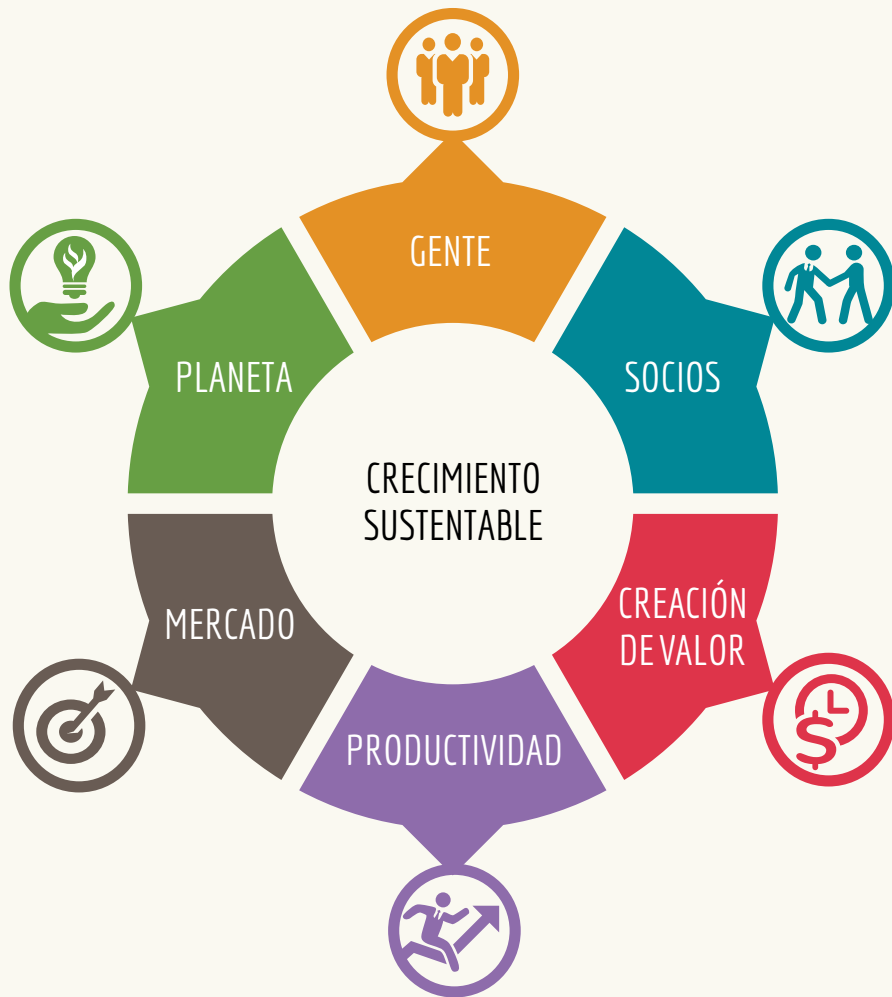 GENTE
PLANETA
SOCIOS
CRECIMIENTO
SUSTENTABLE
MERCADO
CREACIÓN
DE VALOR
PRODUCTIVIDAD